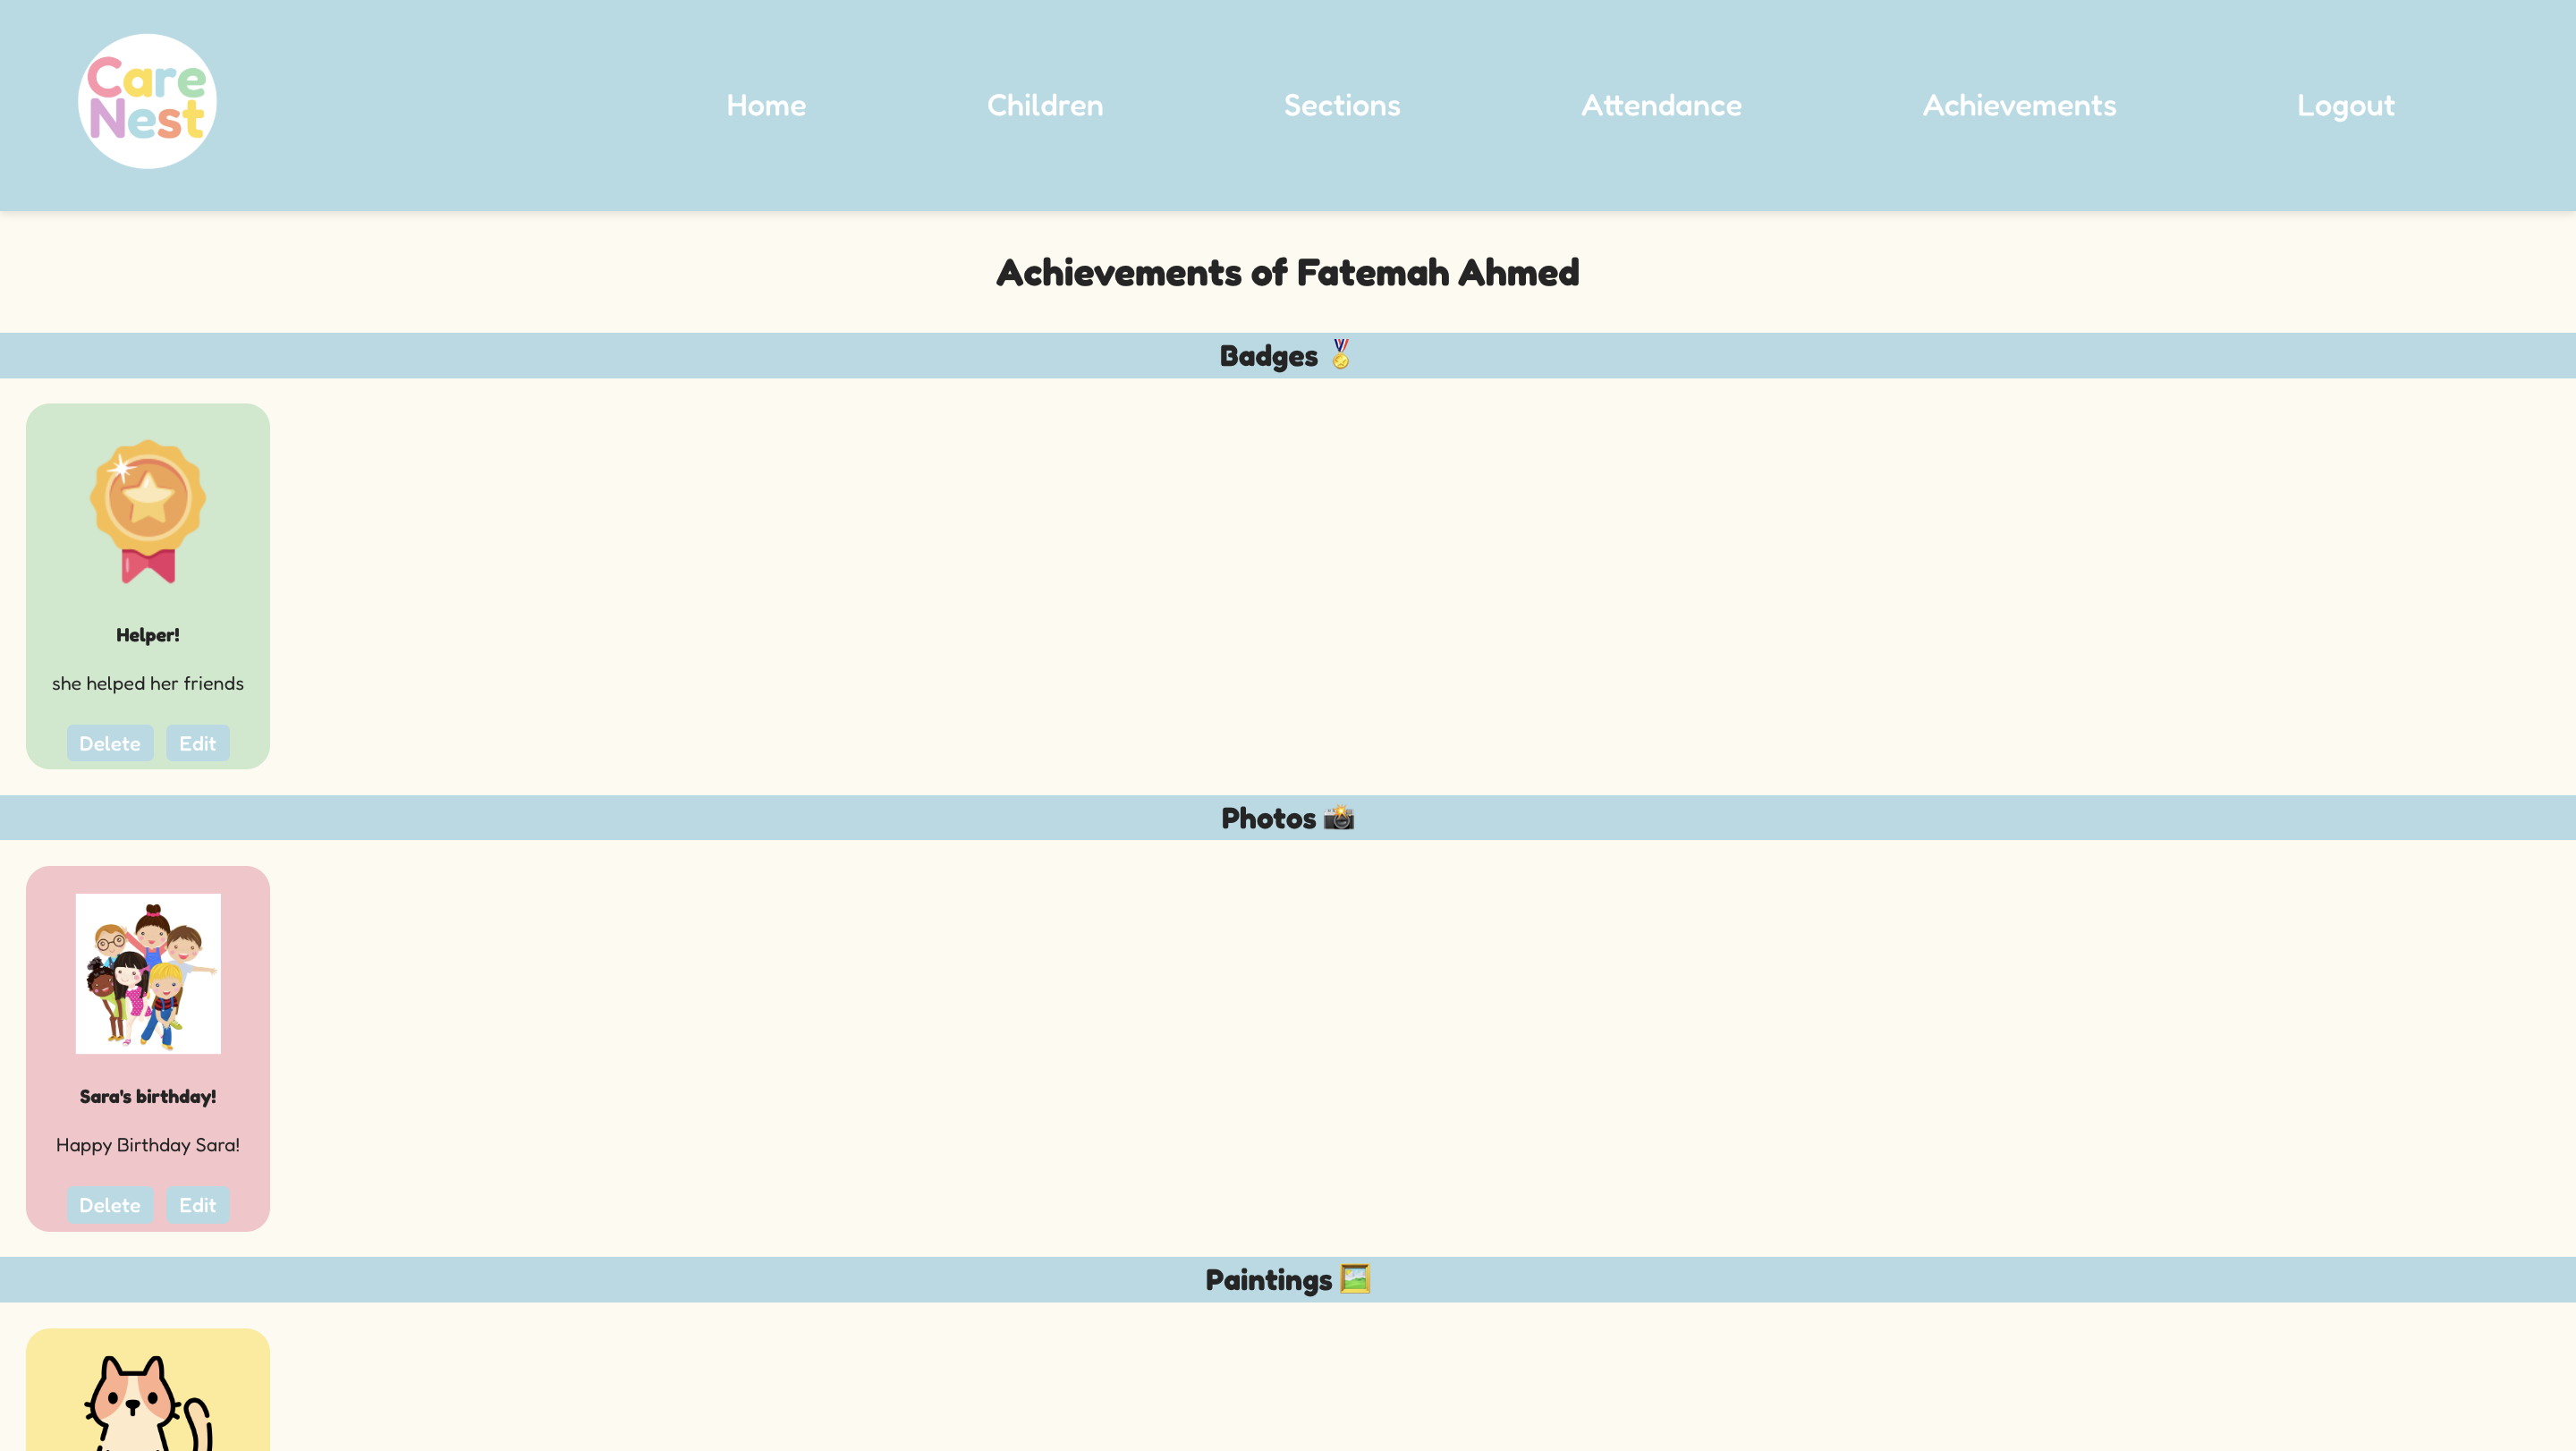 Care
Nest
Home Children Sections Attendance Achievements Logout
Achievements of Fatemah Ahmed
Badges 🏅
Helper!
she helped her friends
Delete Edit
Photos 📸
Sara's birthday!
Happy Birthday Sara!
Delete Edit
Paintings 🖼️